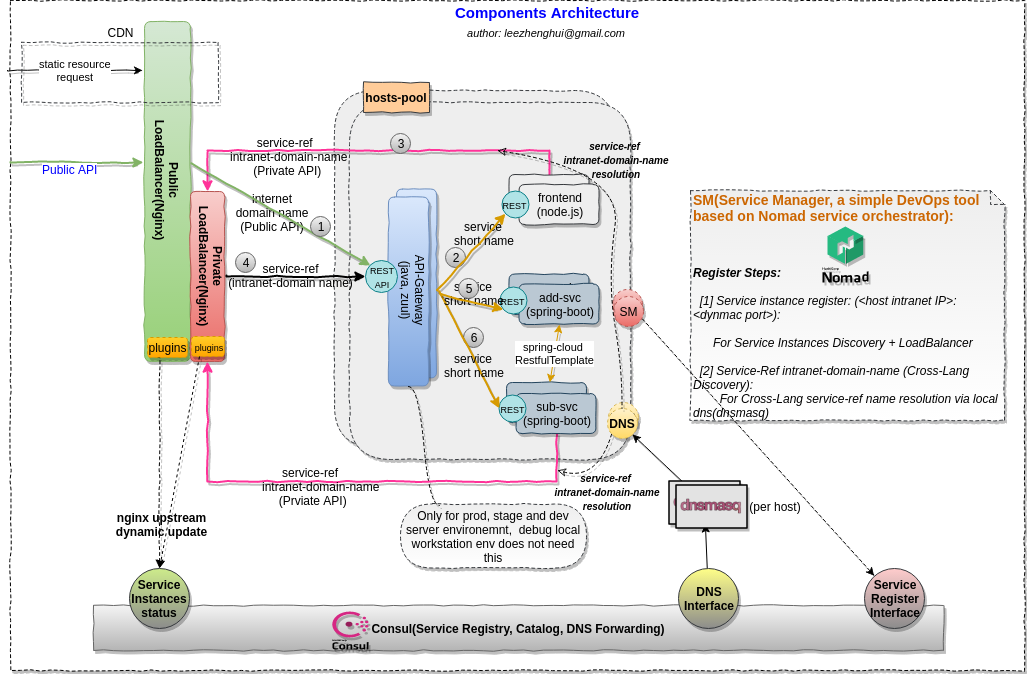 Components Architecture
author: leezhenghui@gmail.com
CDN
static resource
request
Public API
Public
LoadBalancer(Nginx)
Private
LoadBalancer(Nginx)
plugins
plugins
hosts-pool
service-ref
intranet-domain-name
(Private API)
3
service-ref
intranet-domain-name
resolution
internet
domain name
(Public API)
1
4
service-ref
(intranet-domain-name)
REST
API
API-Gateway
(java, zuul)
REST
frontend
(node.js)
service
short name
2
5
service
short name
REST
add-svc
(spring-boot)
SM
6
service
short name
spring-cloud
RestfulTemplate
REST
sub-svc
(spring-boot)
DNS
service-ref
intranet-domain-name
(Prviate API)
service-ref
intranet-domain-name
resolution
SM(Service Manager, a simple DevOps tool
based on Nomad service orchestrator):
HashiCorp
Nomad
Register Steps:
[1] Service instance register: (<host intranet IP>:
<dynmac port>):
For Service Instances Discovery + LoadBalancer
[2] Service-Ref intranet-domain-name (Cross-Lang
Discovery):
For Cross-Lang service-ref name resolution via local
dns(dnsmasq)
dnsmasq
(per host)
nginx upstream
dynamic update
Only for prod, stage and dev
server environemnt,  debug local
workstation env does not need
this
Service
Instances
status
DNS
Interface
Service
Register
Interface
HashiCorp
Consul
Consul(Service Registry, Catalog, DNS Forwarding)